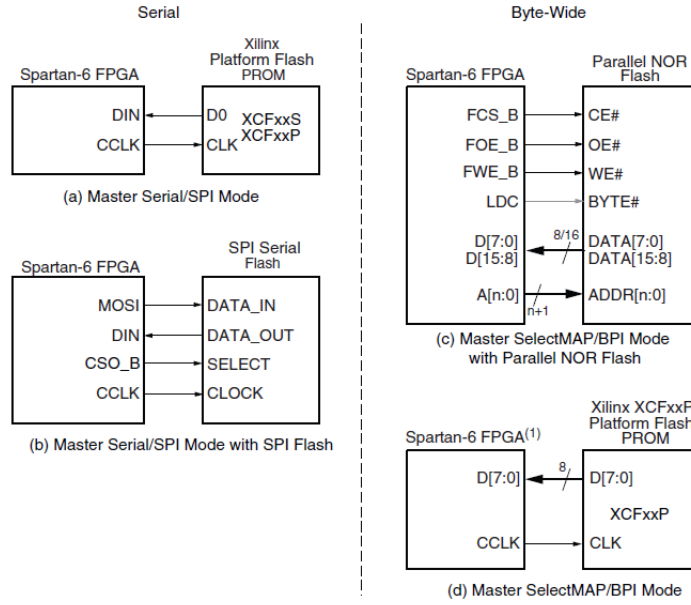 Serial
Xilinx
Platform Flash
PROM
Spartan-6 FPGA
DIN
D0
XCFxxS
XCFxxP
CCLK
CLK
(a) Master Serial/SPI Mode
SPI Serial
Flash
Spartan-6 FPGA
MOSI
DATA_IN
DIN
DATA_OUT
CSO_B
SELECT
CCLK
CLOCK
(b) Master Serial/SPI Mode with SPI Flash
Byte-Wide
Parallel NOR
Flash
Spartan-6 FPGA
FCS_B
CE#
FOE_B
OE#
FWE_B
WE#
LDC
BYTE#
D[7:0]
D[15:8]
8/16
DATA[7:0]
DATA[15:8]
A[n:0]
n+1
ADDR[n:0]
(c) Master SelectMAP/BPI Mode
with Parallel NOR Flash
Xilinx XCFxxP
Platform Flash
PROM
Spartan-6 FPGA(1)
D[7:0]
8
D[7:0]
XCFxxP
CCLK
CLK
(d) Master SelectMAP/BPI Mode